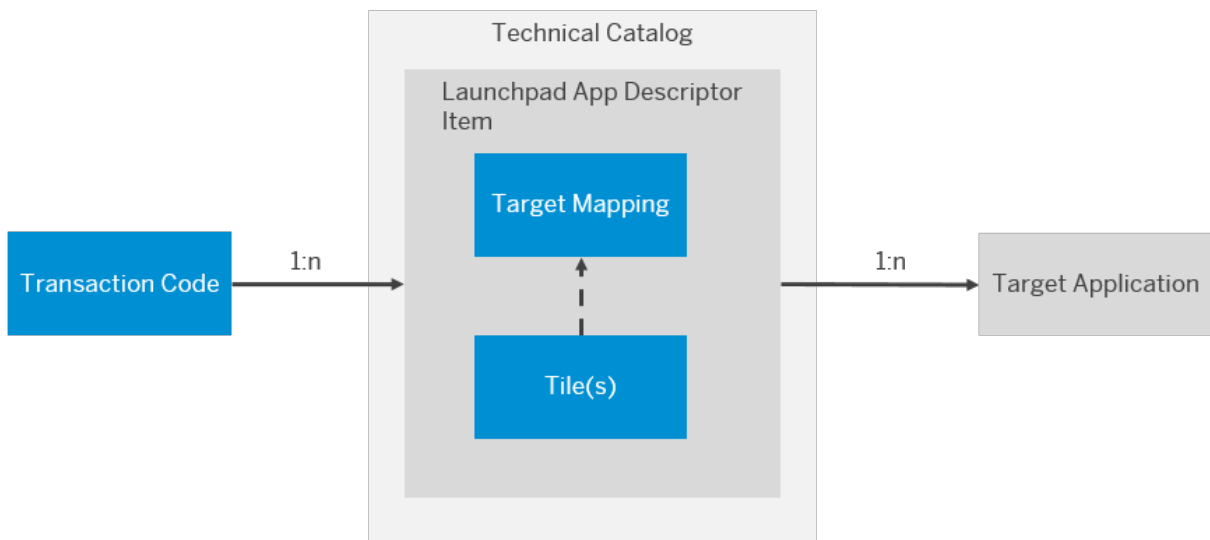 Technical Catalog
Launchpad App Descriptor
Item
Target Mapping
Transaction Code
1:n
1:n
Target Application
Tile(s)